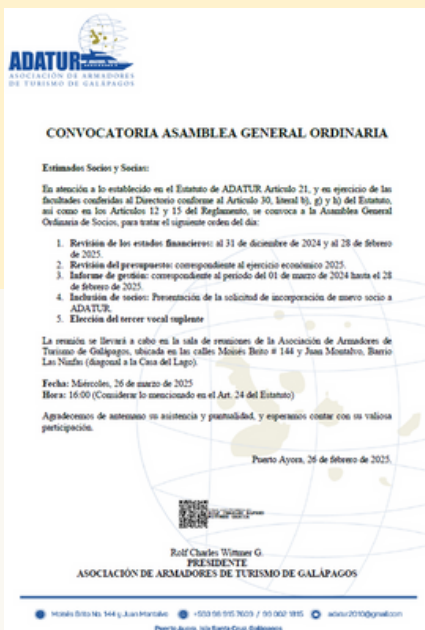 ADATUR
ASOCIACIÓN DE ARMADORES
DE TURISMO DE GALÁPAGOS
CONVOCATORIA ASAMBLEA GENERAL ORDINARIA
Estimados Socios y Socias:
En atención a lo establecido en el Estatuto de ADATUR Artículo 21, y en ejercicio de las
facultades conferidas al Directorio conforme al Artículo 30, literal b), g) y h) del Estatuto,
así como en los Artículos 12 y 15 del Reglamento, se convoca a la Asamblea General
Ordinaria de Socios, para tratar el siguiente orden del día:
1. Revisión de los estados financieros: al 31 de diciembre de 2024 y al 28 de febrero
de 2025.
2. Revisión del presupuesto: correspondiente al ejercicio económico 2025.
3. Informe de gestión: correspondiente al periodo del 01 de marzo de 2024 hasta el 28
de febrero de 2025.
4. Inclusión de socios: Presentación de la solicitud de incorporación de nuevo socio a
ADATUR.
5. Elección del tercer vocal suplente
La reunión se llevará a cabo en la sala de reuniones de la Asociación de Armadores de
Turismo de Galápagos, ubicada en las calles Moisés Brito # 144 y Juan Montalvo, Barrio
Las Ninfas (diagonal a la Casa del Lago).
Fecha: Miércoles, 26 de marzo de 2025
Hora: 16:00 (Considerar lo mencionado en el Art. 24 del Estatuto)
Agradecemos de antemano su asistencia y puntualidad, y esperamos contar con su valiosa
participación.
Puerto Ayora, 26 de febrero de 2025.
Rolf Charles Wittmer G.
PRESIDENTE
ASOCIACIÓN DE ARMADORES DE TURISMO DE GALÁPAGOS
Moisés Brito No. 144 y Juan Montalvo
adatur2010@gmail.com
Puerto Ayora, Isla Santa Cruz, Galápagos